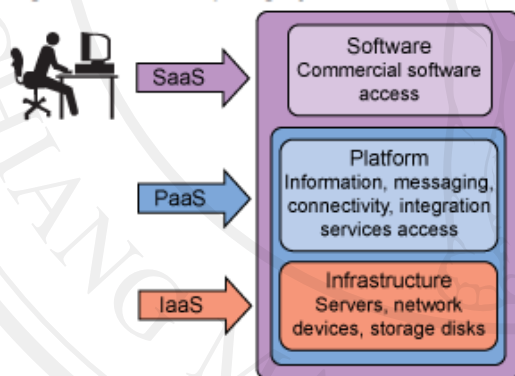 SaaS
Software
Commercial software
access
PaaS
Platform
Information, messaging,
connectivity, integration
services access
IaaS
Infrastructure
Servers, network
devices, storage disks